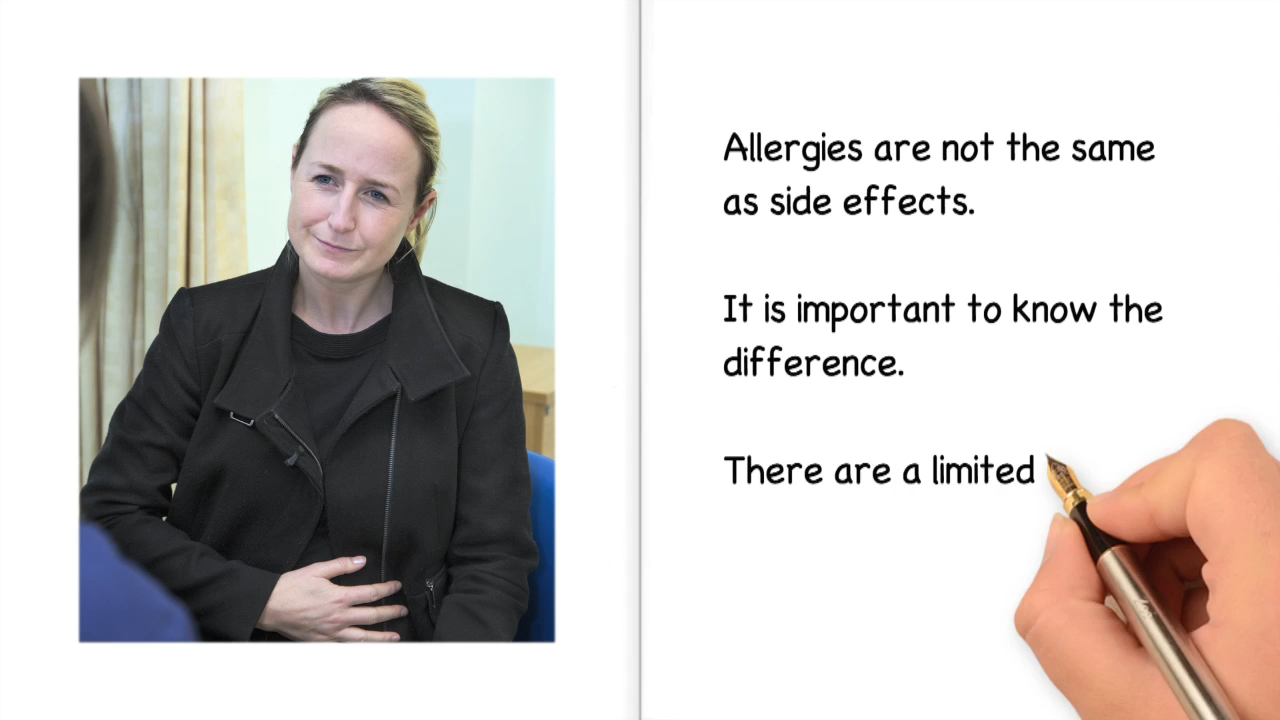 Allergies are not the same
as side effects.
It is important to know the
difference.
There are a limited